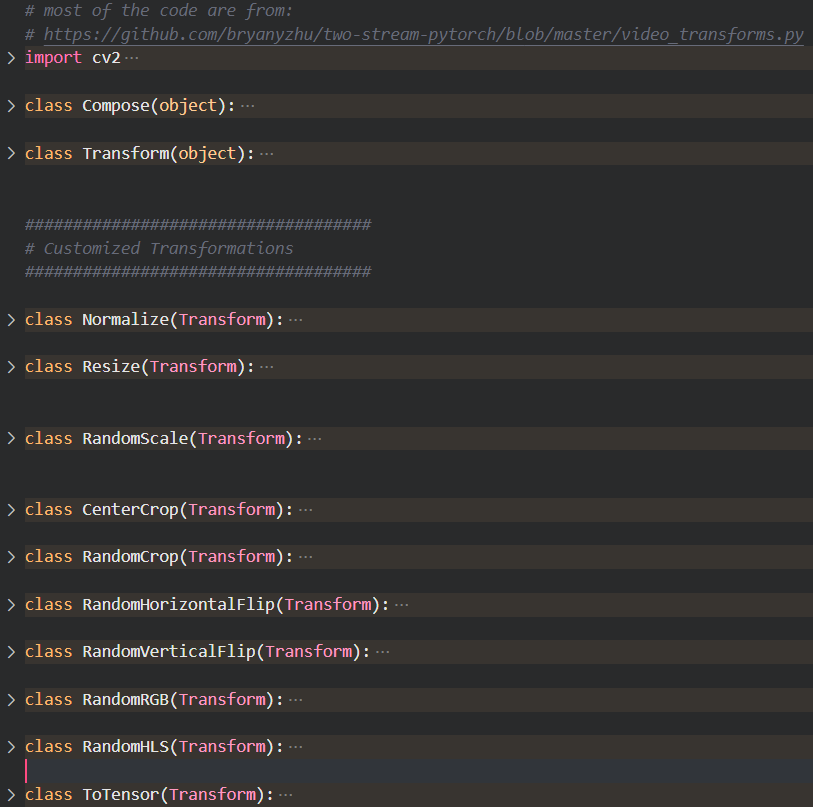 # most of the code are from:
# https://github.com/bryanyzhu/two-stream-pytorch/blob/master/video_transforms.py
import cv2 ···
class Compose(object): ···
class Transform(object): ···
####################################
# Customized Transformations
####################################
class Normalize(Transform): ···
class Resize(Transform): ···
class RandomScale(Transform): ···
class CenterCrop(Transform): ···
class RandomCrop(Transform): ···
class RandomHorizontalFlip(Transform): ···
class RandomVerticalFlip(Transform): ···
class RandomRGB(Transform): ···
class RandomHLS(Transform): ···
class ToTensor(Transform): ···